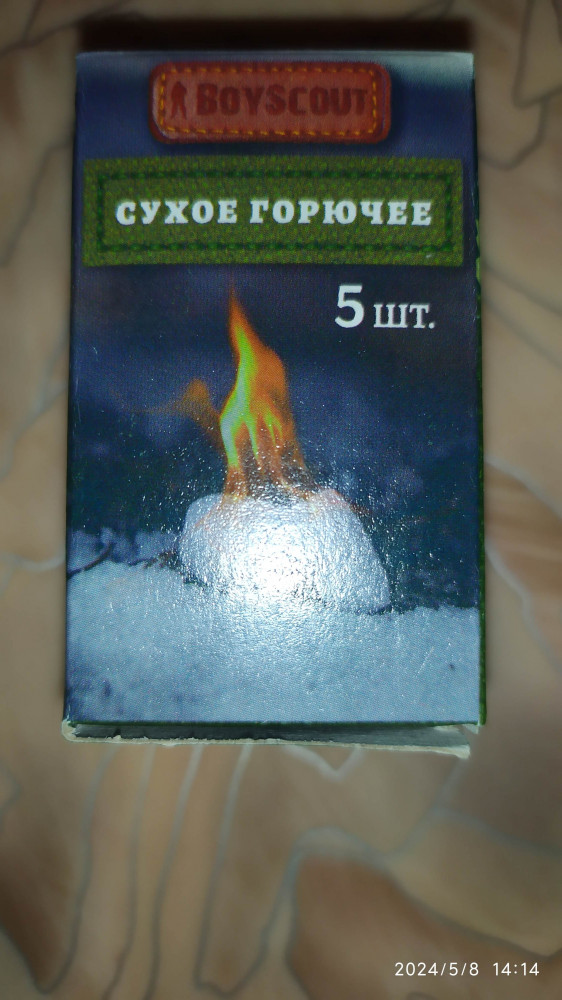 BOYSCOUT
СУХОЕ ГОРЮЧЕЕ
5 шт.
2024/5/8 14:14